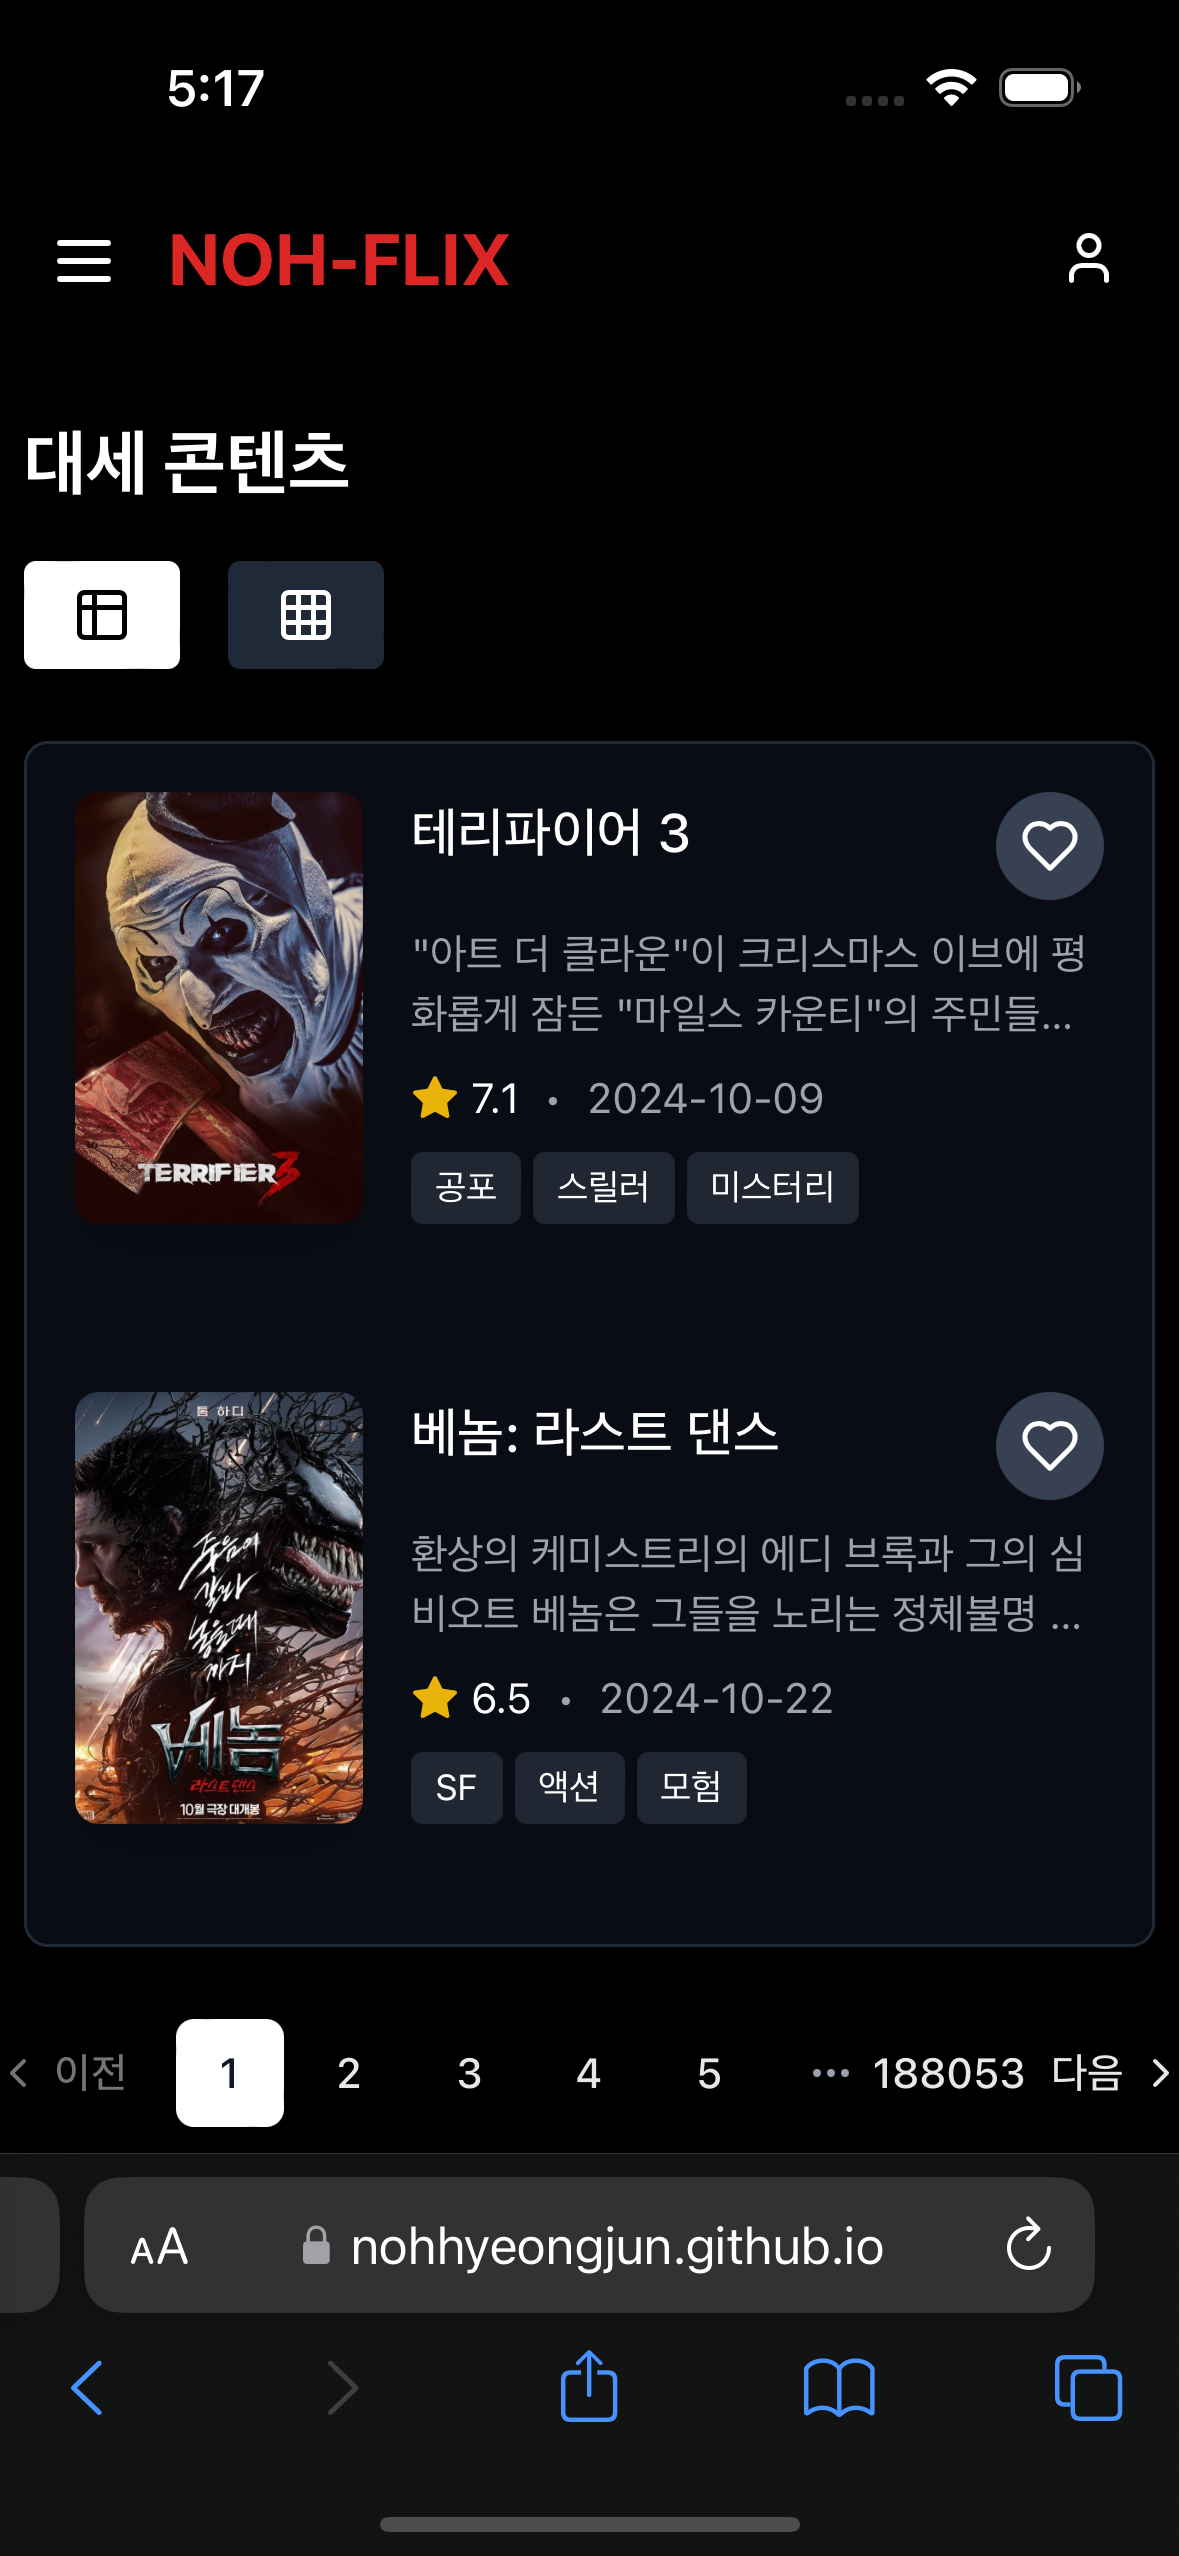 5:17
NOH-FLIX
대세 콘텐츠
테리파이어 3
"아트 더 클라운"이 크리스마스 이브에 평
화롭게 잠든 "마일스 카운티"의 주민들...
7.1 • 2024-10-09
공포 스릴러 미스터리
TERRIFIER 3
톰 하디
죽음이
갈라
놓을 때
까지
베놈
라스트 댄스
10월 극장 대개봉
베놈: 라스트 댄스
환상의 케미스트리의 에디 브록과 그의 심
비오트 베놈은 그들을 노리는 정체불명 ...
6.5 • 2024-10-22
SF 액션 모험
이전 1 2 3 4 5 ••• 188053 다음
AA nohhyeongjun.github.io